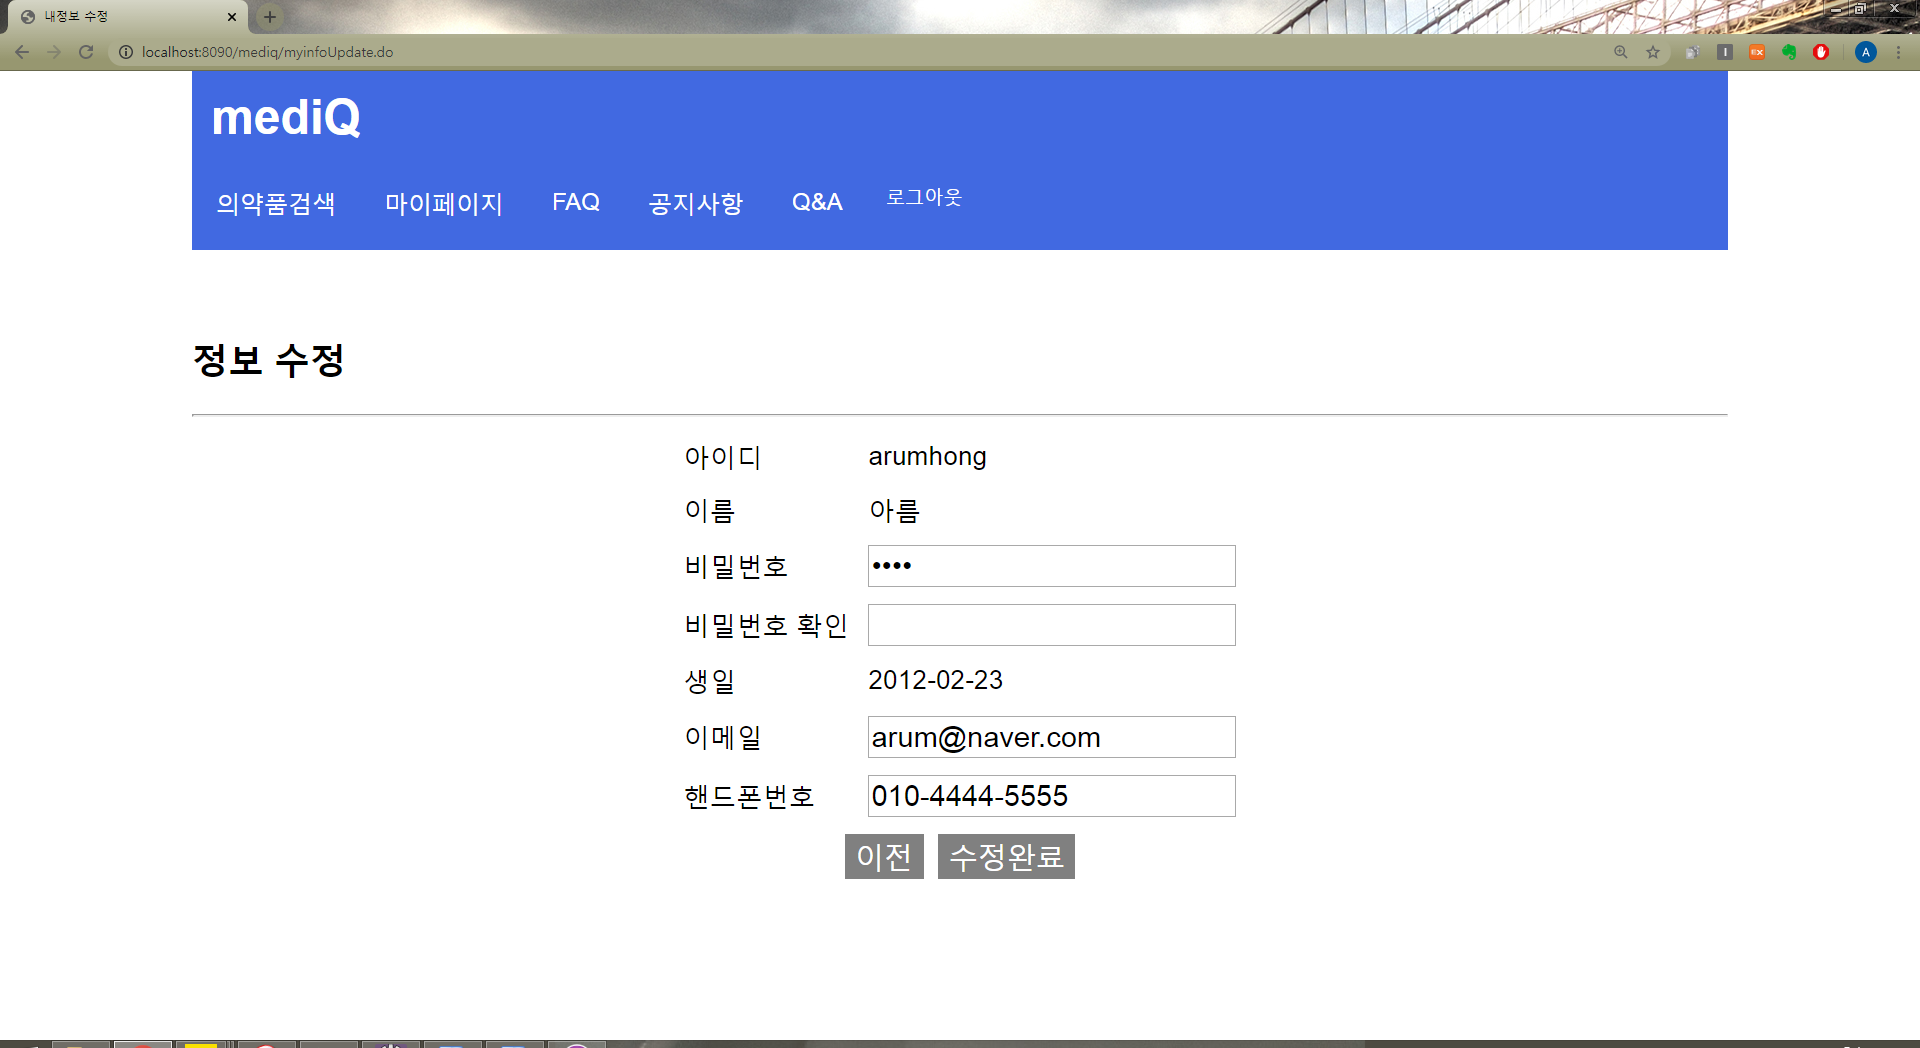 내정보 수정
localhost:8090/mediq/myinfoUpdate.do
A
mediQ
의약품검색 마이페이지 FAQ 공지사항 Q&A 로그아웃
정보 수정
아이디 arumhong
이름 아름
비밀번호 ••••
비밀번호 확인
생일 2012-02-23
이메일 arum@naver.com
핸드폰번호 010-4444-5555
이전 수정완료